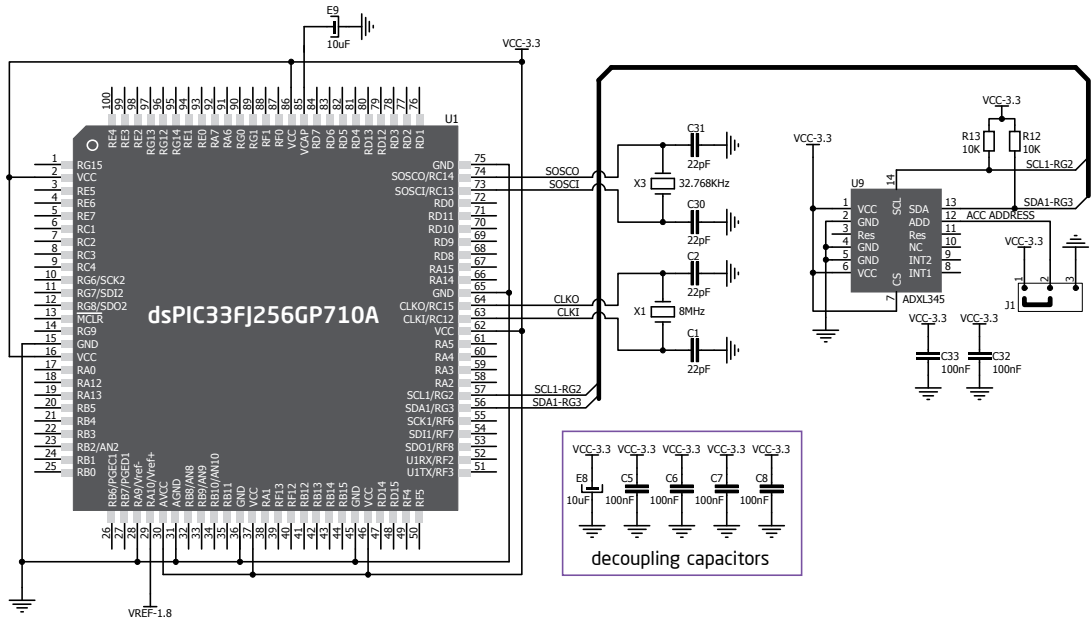 E9
10uF
VCC-3.3
100 99 98 97 96 95 94 93 92 91 90 89 88 87 86 85 84 83 82 81 80 79 78 77 76
RE4 RE3 RE2 RG13 RG12 RG14 RE1 RE0 RA7 RA6 RG0 RG1 RF1 RF0 VCC VCAP RD7 RD6 RD5 RD4 RD13 RD12 RD3 RD2 RD1
U1
1 RG15
2 VCC
3 RE5
4 RE6
5 RE7
6 RC1
7 RC2
8 RC3
9 RC4
10 RG6/SCK2
11 RG7/SDI2
12 RG8/SDO2
13 MCLR
14 RG9
15 GND
16 VCC
17 RA0
18 RA12
19 RA13
20 RB5
21 RB4
22 RB3
23 RB2/AN2
24 RB1
25 RB0
dsPIC33FJ256GP710A
GND 75
SOSCO/RC14 74
SOSCI/RC13 73
RD0 72
RD11 71
RD10 70
RD9 69
RD8 68
RA15 67
RA14 66
GND 65
CLKO/RC15 64
CLKI/RC12 63
VCC 62
RA5 61
RA4 60
RA3 59
RA2 58
SCL1/RG2 57
SDA1/RG3 56
SCK1/RF6 55
SDI1/RF7 54
SDO1/RF8 53
U1RX/RF2 52
U1TX/RF3 51
RB6/PGEC1 RB7/PGED1 RA9/Vref- RA10/Vref+ AVCC AGND RB8/AN8 RB9/AN9 RB10/AN10 RB11 GND VCC RA1 RF13 RF12 RB12 RB13 RB14 RB15 GND VCC RD14 RD15 RF4 RF5
26 27 28 29 30 31 32 33 34 35 36 37 38 39 40 41 42 43 44 45 46 47 48 49 50
VREF-1.8
SOSCO
SOSCI
C31
22pF
X3 32.768KHz
C30
22pF
CLKO
CLKI
C2
22pF
X1 8MHz
C1
22pF
SCL1-RG2
SDA1-RG3
VCC-3.3
R13
10K
R12
10K
SCL1-RG2
VCC-3.3
U9
14
SCL
1 VCC
2 GND
3 Res
4 GND
5 GND
6 VCC
SDA 13
ADD 12
Res 11
NC 10
INT2 9
INT1 8
CS
7
ADXL345
SDA1-RG3
ACC ADDRESS
VCC-3.3
1 2 3
J1
VCC-3.3
C33
100nF
VCC-3.3
C32
100nF
VCC-3.3 VCC-3.3 VCC-3.3 VCC-3.3 VCC-3.3
E8 C5 C6 C7 C8
10uF 100nF 100nF 100nF 100nF
decoupling capacitors